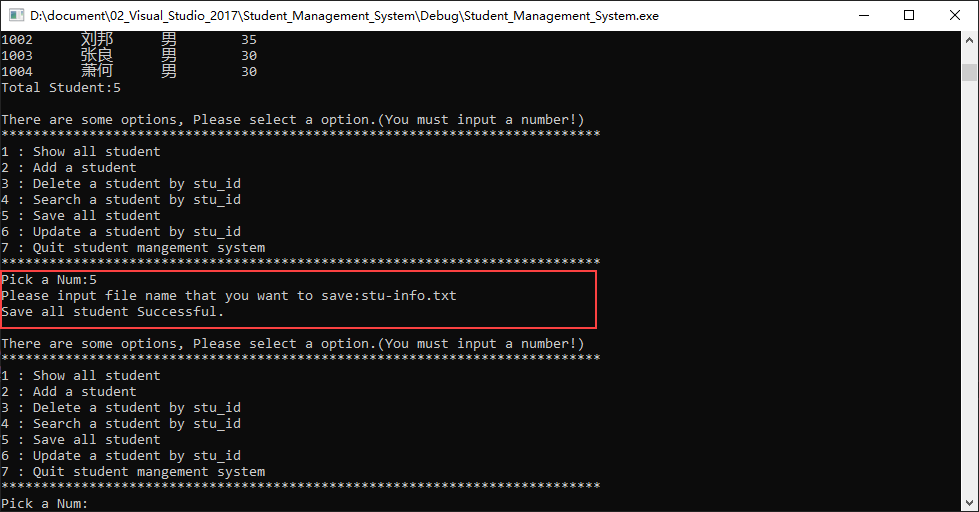 D:\document\02_Visual_Studio_2017\Student_Management_System\Debug\Student_Management_System.exe
1002 刘邦 男 35
1003 张良 男 30
1004 萧何 男 30
Total Student:5
There are some options, Please select a option.(You must input a number!)
***************************************************************************
1 : Show all student
2 : Add a student
3 : Delete a student by stu_id
4 : Search a student by stu_id
5 : Save all student
6 : Update a student by stu_id
7 : Quit student mangement system
***************************************************************************
Pick a Num:5
Please input file name that you want to save:stu-info.txt
Save all student Successful.
There are some options, Please select a option.(You must input a number!)
***************************************************************************
1 : Show all student
2 : Add a student
3 : Delete a student by stu_id
4 : Search a student by stu_id
5 : Save all student
6 : Update a student by stu_id
7 : Quit student mangement system
***************************************************************************
Pick a Num: